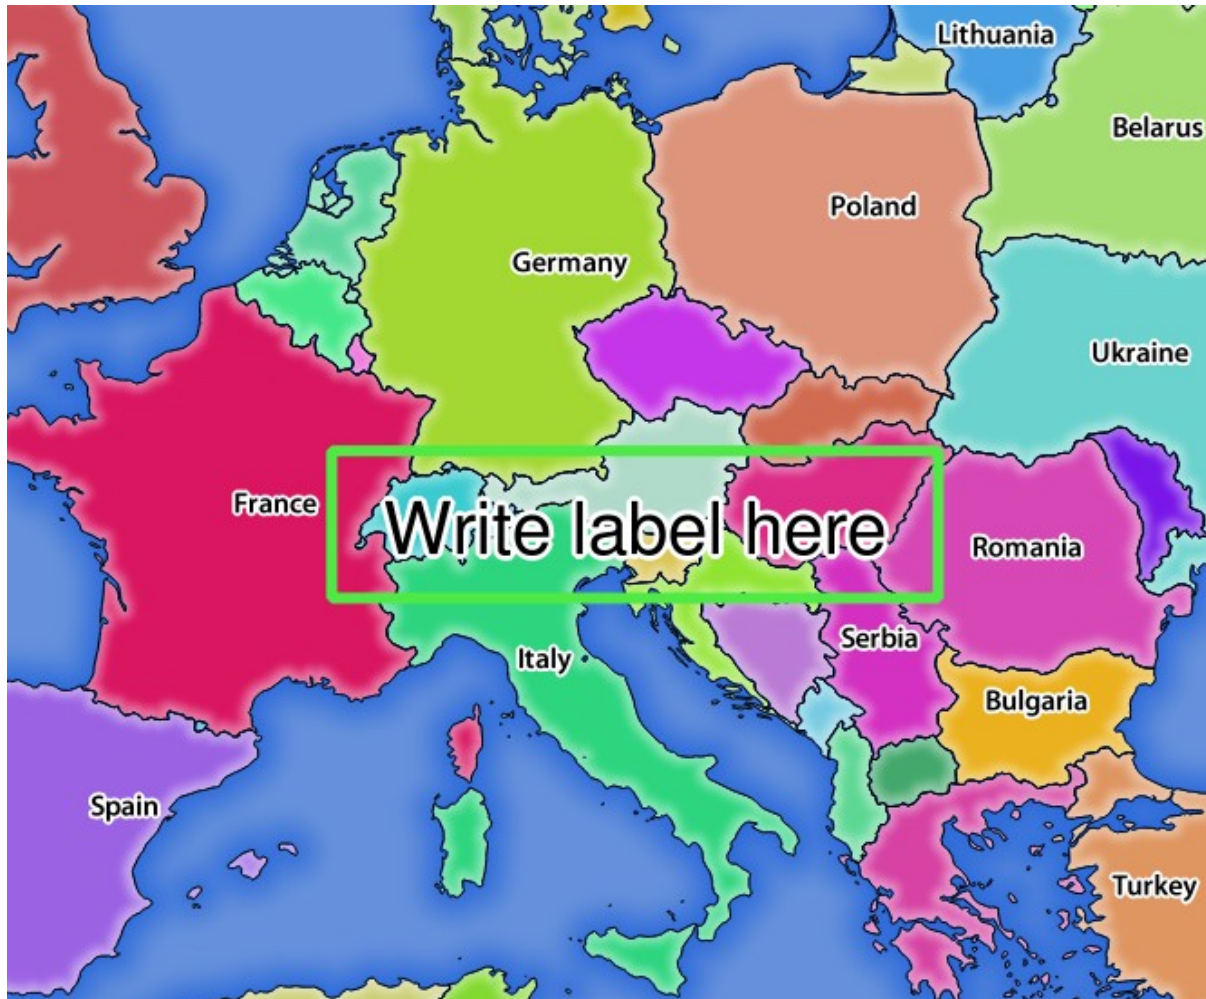 Lithuania
Belarus
Poland
Germany
Ukraine
France
Write label here
Romania
Serbia
Italy
Bulgaria
Spain
Turkey